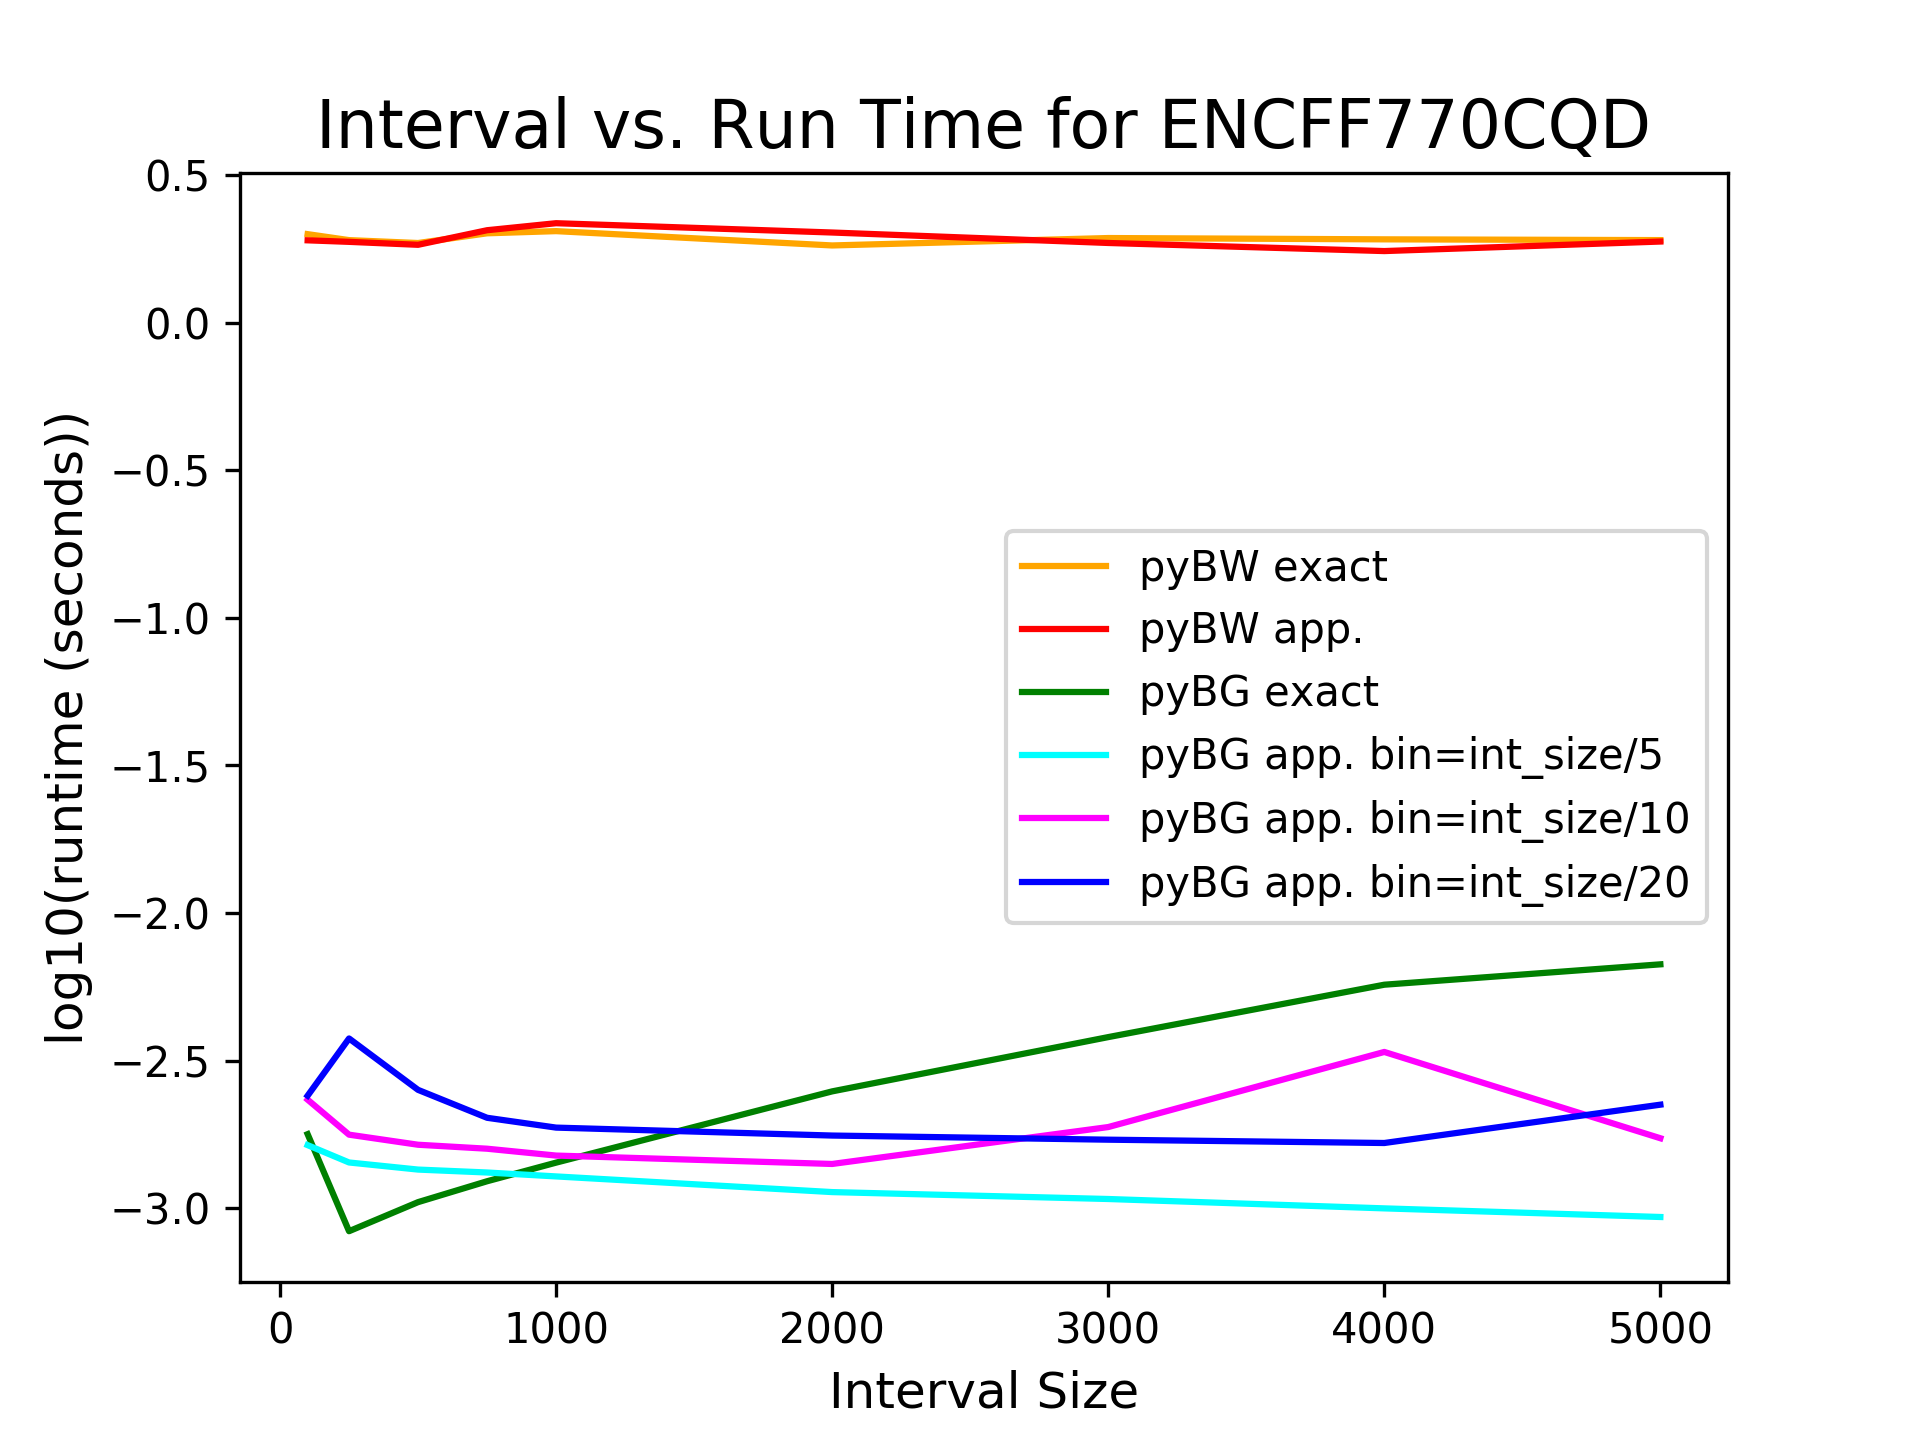 Interval vs. Run Time for ENCFF770CQD
0.5
0.0
−0.5
−1.0
−1.5
−2.0
−2.5
−3.0
log10(runtime (seconds))
pyBW exact
pyBW app.
pyBG exact
pyBG app. bin=int_size/5
pyBG app. bin=int_size/10
pyBG app. bin=int_size/20
0 1000 2000 3000 4000 5000
Interval Size